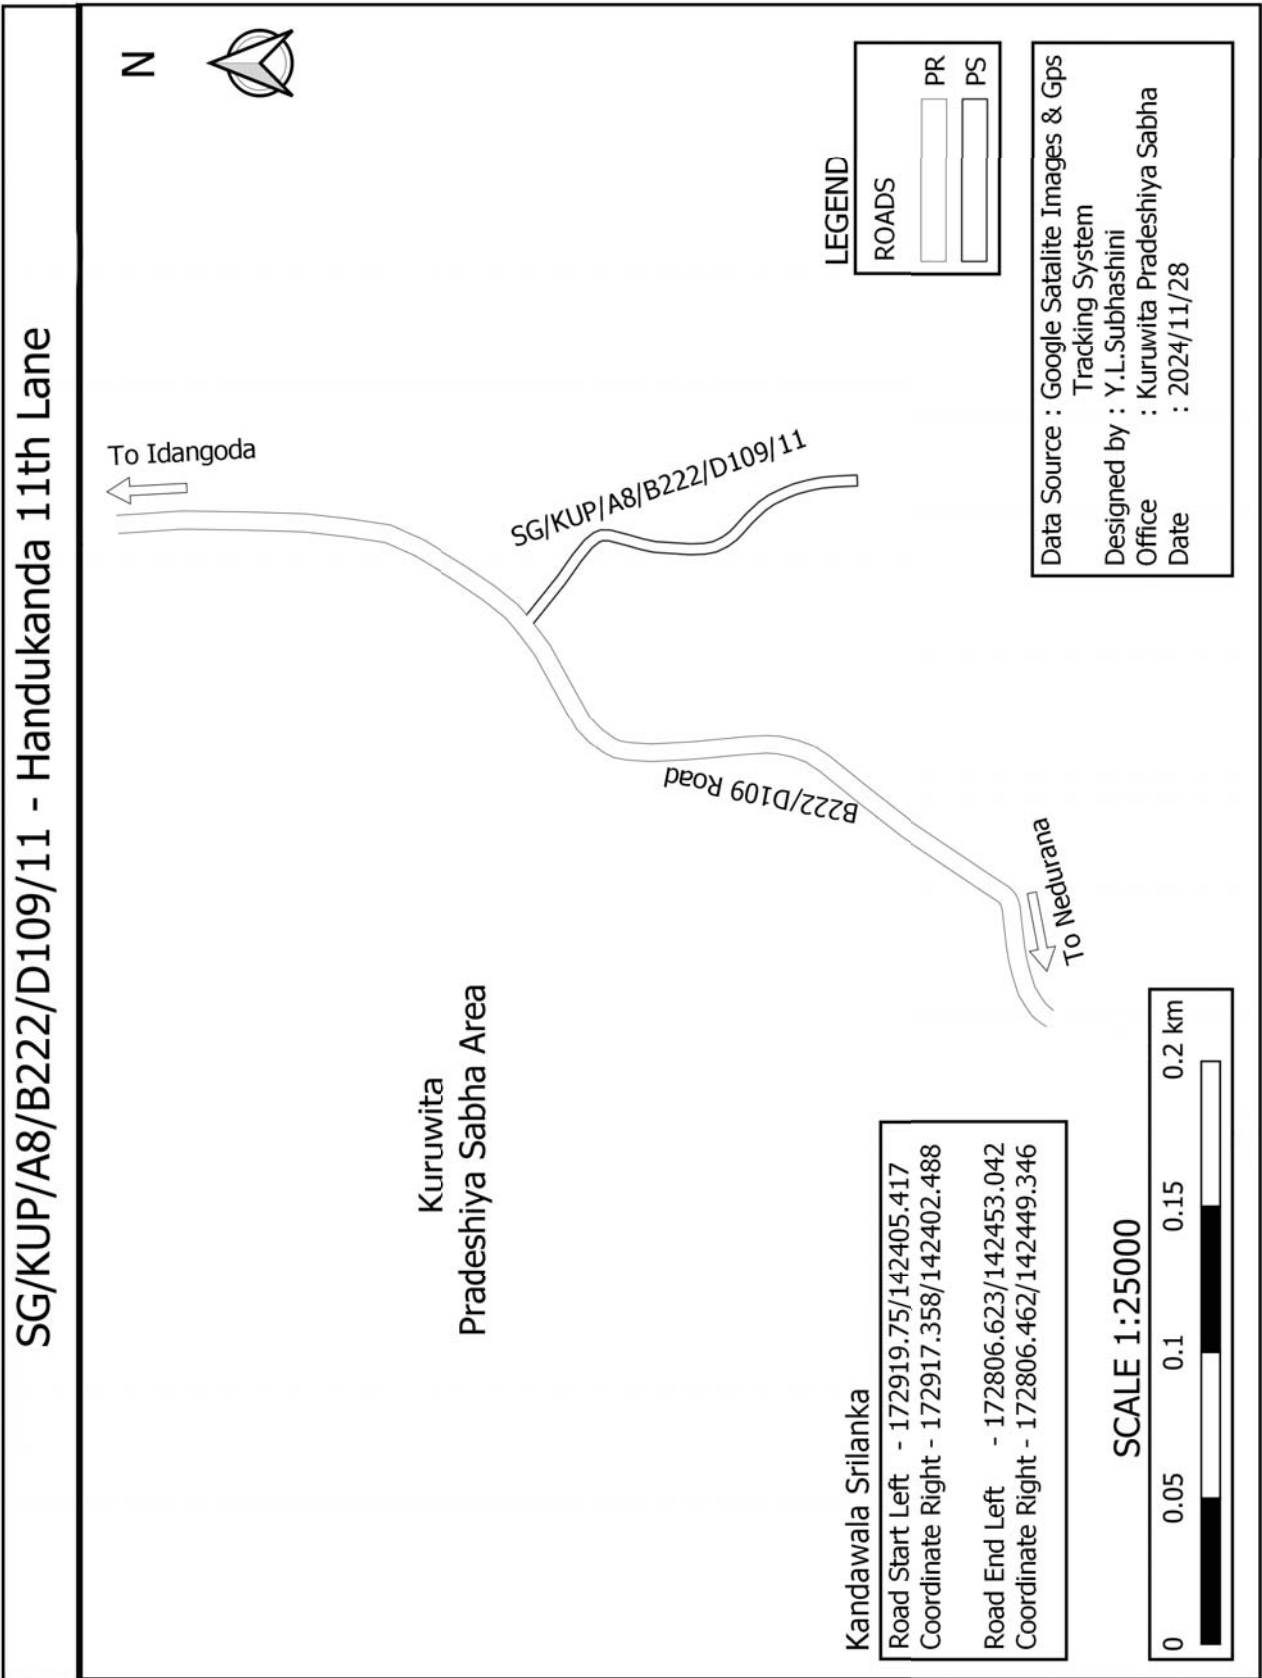 SG/KUP/A8/B222/D109/11 - Handukanda 11th Lane
N
To Idangoda
SG/KUP/A8/B222/D109/11
B222/D109 Road
To Nedurana
Kuruwita
Pradeshiya Sabha Area
LEGEND
ROADS
PR
PS
Kandawala Srilanka
Road Start Left - 172919.75/142405.417
Coordinate Right - 172917.358/142402.488
Road End Left - 172806.623/142453.042
Coordinate Right - 172806.462/142449.346
Data Source : Google Satalite Images & Gps
Tracking System
Designed by : Y.L.Subhashini
Office : Kuruwita Pradeshiya Sabha
Date : 2024/11/28
SCALE 1:25000
0 0.05 0.1 0.15 0.2 km